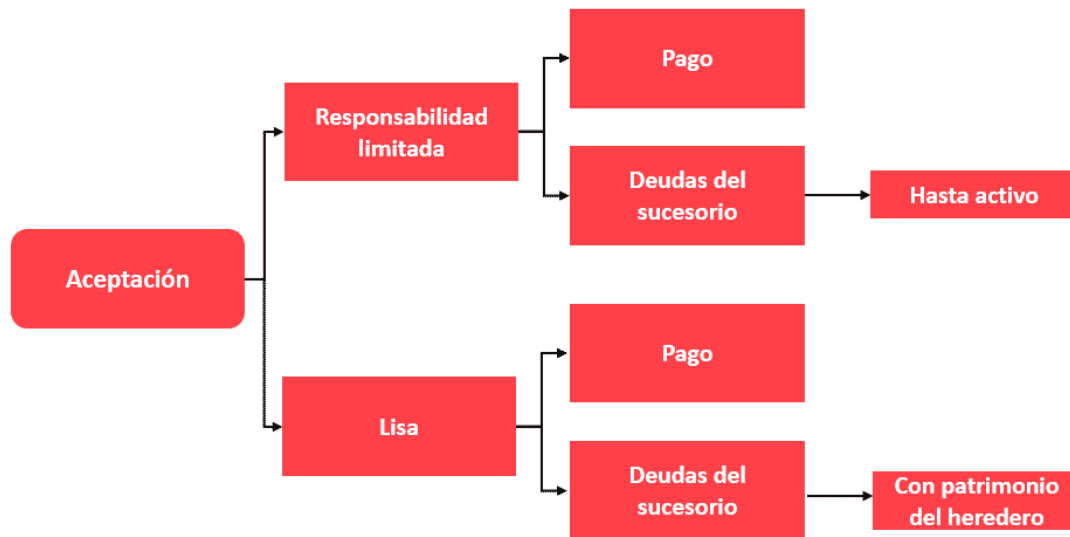 Aceptación
Responsabilidad
limitada
Pago
Deudas del
sucesorio
Hasta activo
Lisa
Pago
Deudas del
sucesorio
Con patrimonio
del heredero